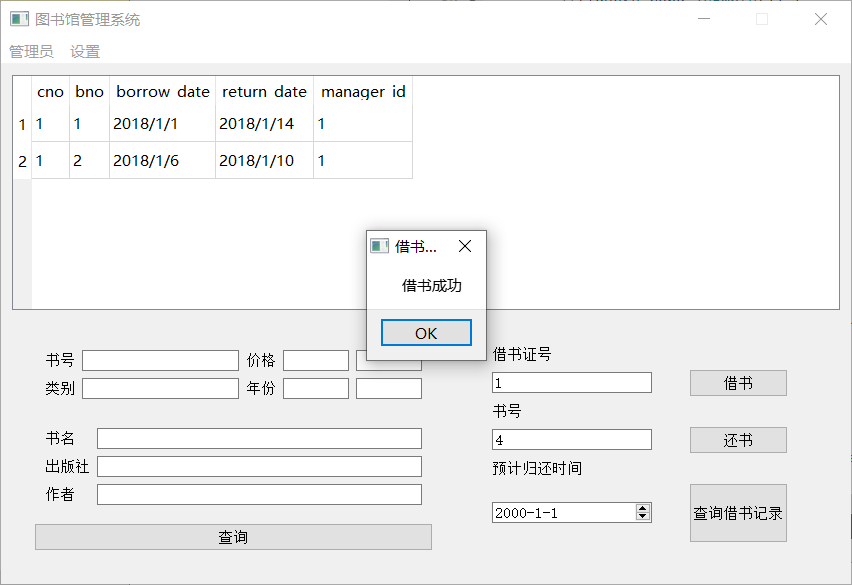 图书馆管理系统
管理员 设置
cno bno borrow date return date manager id
1 1 1 2018/1/1 2018/1/14 1
2 1 2 2018/1/6 2018/1/10 1
借书...
借书成功
OK
书号 价格
类别 年份
书名
出版社
作者
查询
借书证号
1 借书
书号
4 还书
预计归还时间
2000-1-1 查询借书记录